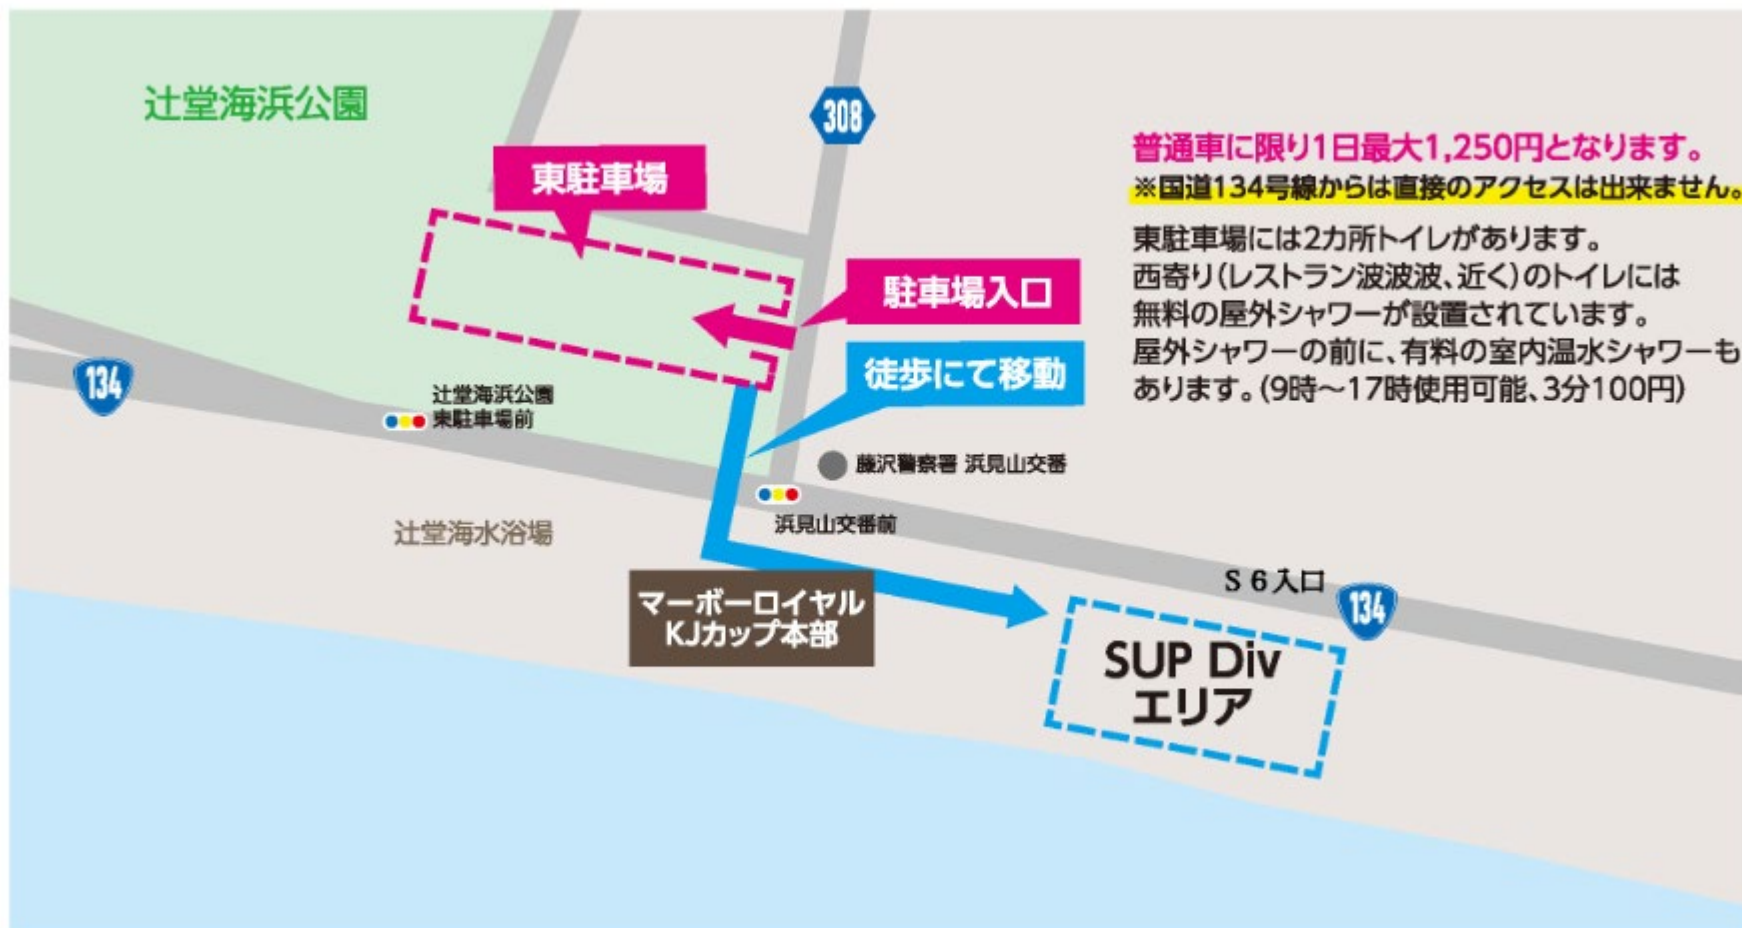 辻堂海浜公園
308
東駐車場
普通車に限り1日最大1,250円となります。
※国道134号線からは直接のアクセスは出来ません。
東駐車場には2カ所トイレがあります。
西寄り(レストラン波波波、近く)のトイレには
無料の屋外シャワーが設置されています。
屋外シャワーの前に、有料の室内温水シャワーも
あります。(9時〜17時使用可能、3分100円)
駐車場入口
徒歩にて移動
134
辻堂海浜公園
東駐車場前
藤沢警察署 浜見山交番
浜見山交番前
辻堂海水浴場
S6入口
134
マーボーロイヤル
KJカップ本部
SUP Div
エリア